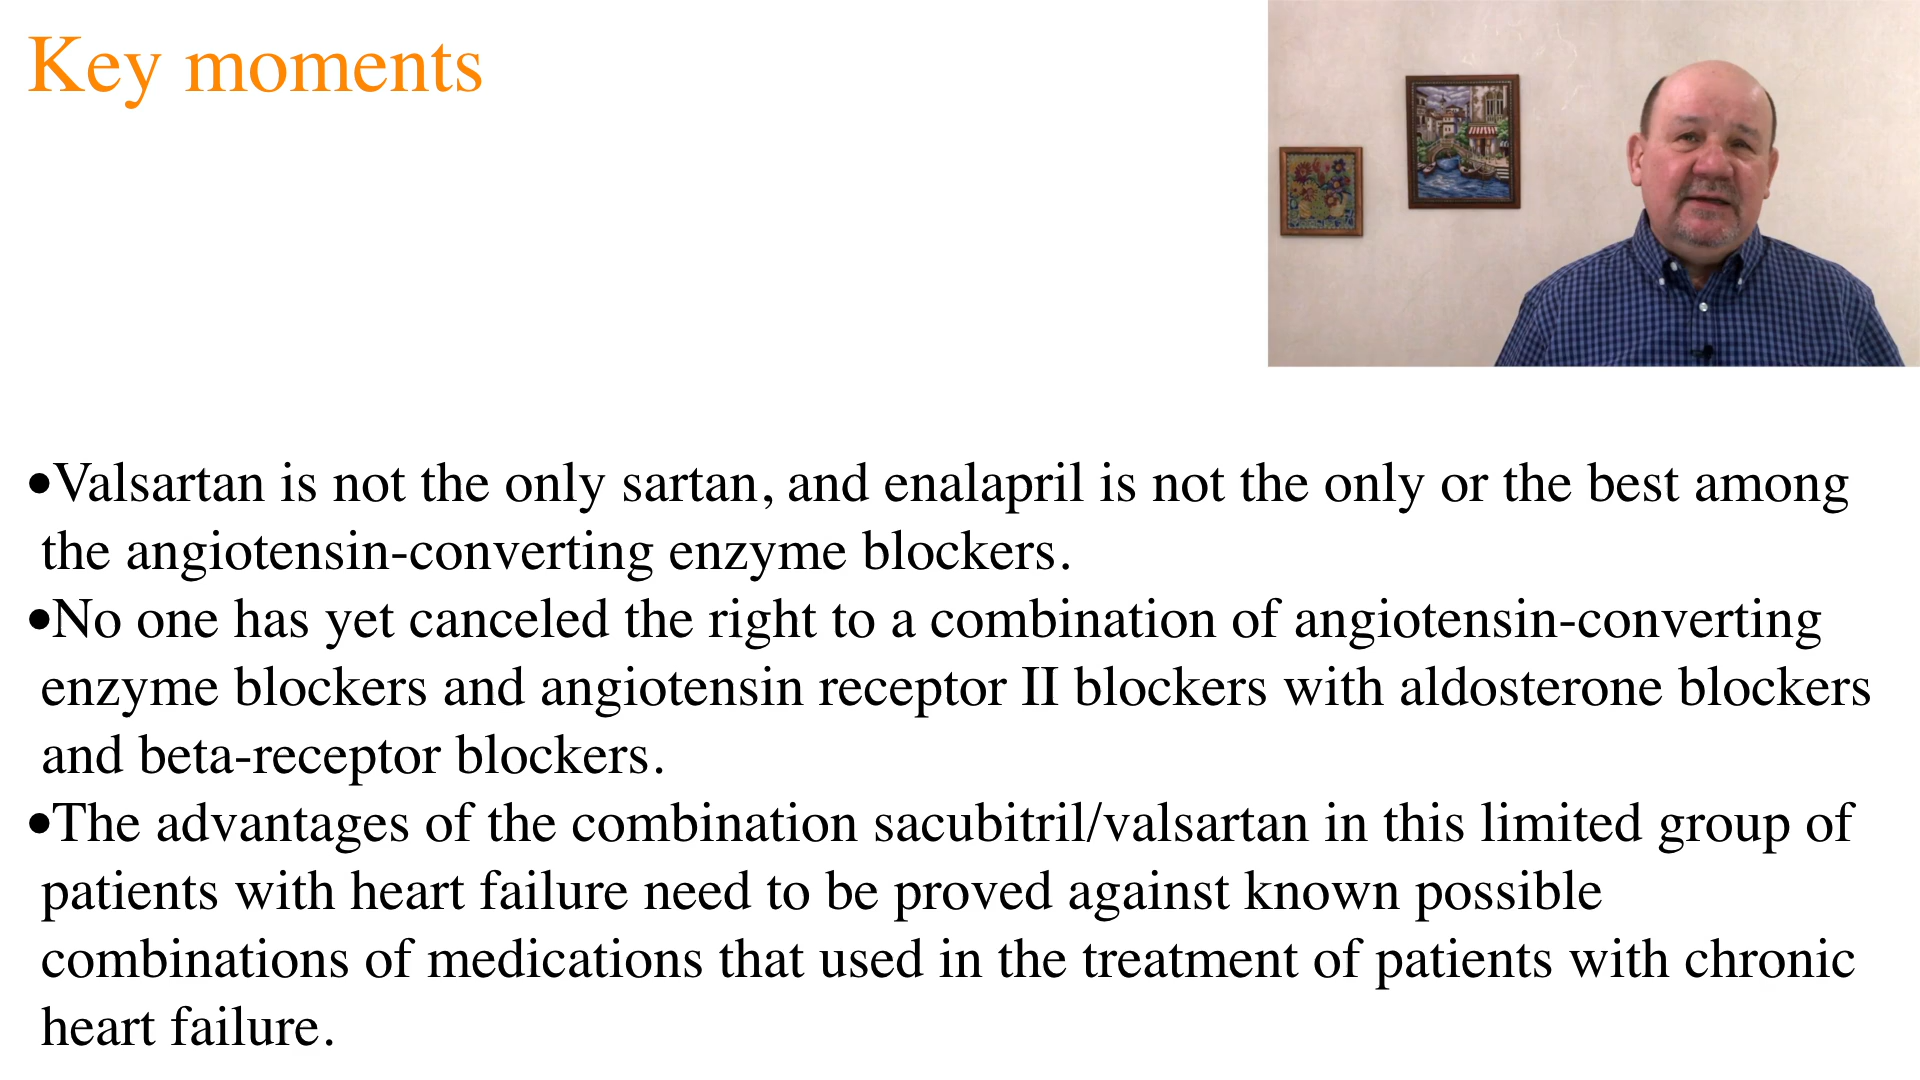 Key moments
•Valsartan is not the only sartan, and enalapril is not the only or the best among
the angiotensin-converting enzyme blockers.
•No one has yet canceled the right to a combination of angiotensin-converting
enzyme blockers and angiotensin receptor II blockers with aldosterone blockers
and beta-receptor blockers.
•The advantages of the combination sacubitril/valsartan in this limited group of
patients with heart failure need to be proved against known possible
combinations of medications that used in the treatment of patients with chronic
heart failure.